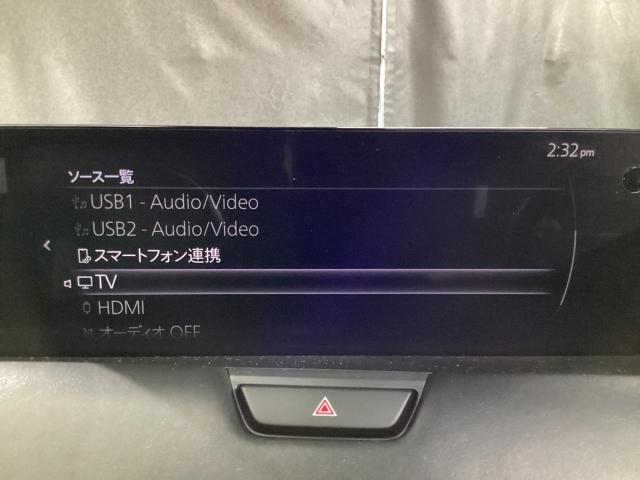 2:32 pm
ソース一覧
USB1 - Audio/Video
USB2 - Audio/Video
スマートフォン連携
TV
HDMI
オーディオ OFF